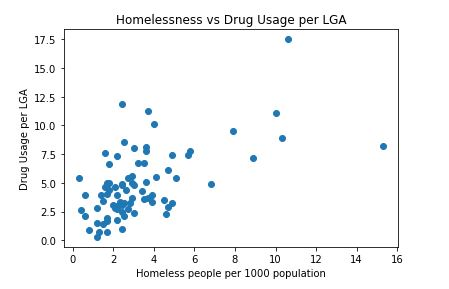 Homelessness vs Drug Usage per LGA
Drug Usage per LGA
17.5
15.0
12.5
10.0
7.5
5.0
2.5
0.0
0 2 4 6 8 10 12 14 16
Homeless people per 1000 population